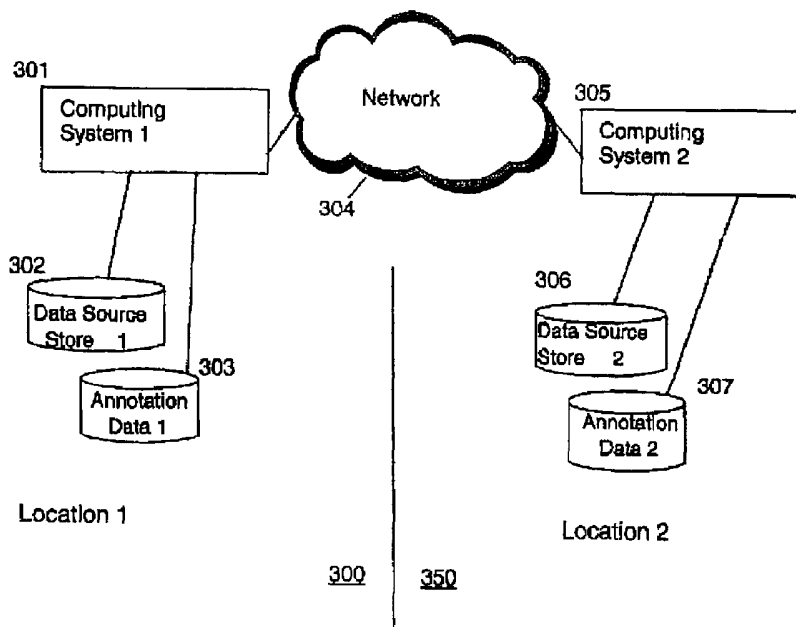 301
Computing
System 1
Network
305
Computing
System 2
304
302
Data Source
Store 1
303
Annotation
Data 1
306
Data Source
Store 2
307
Annotation
Data 2
Location 1
Location 2
300
350